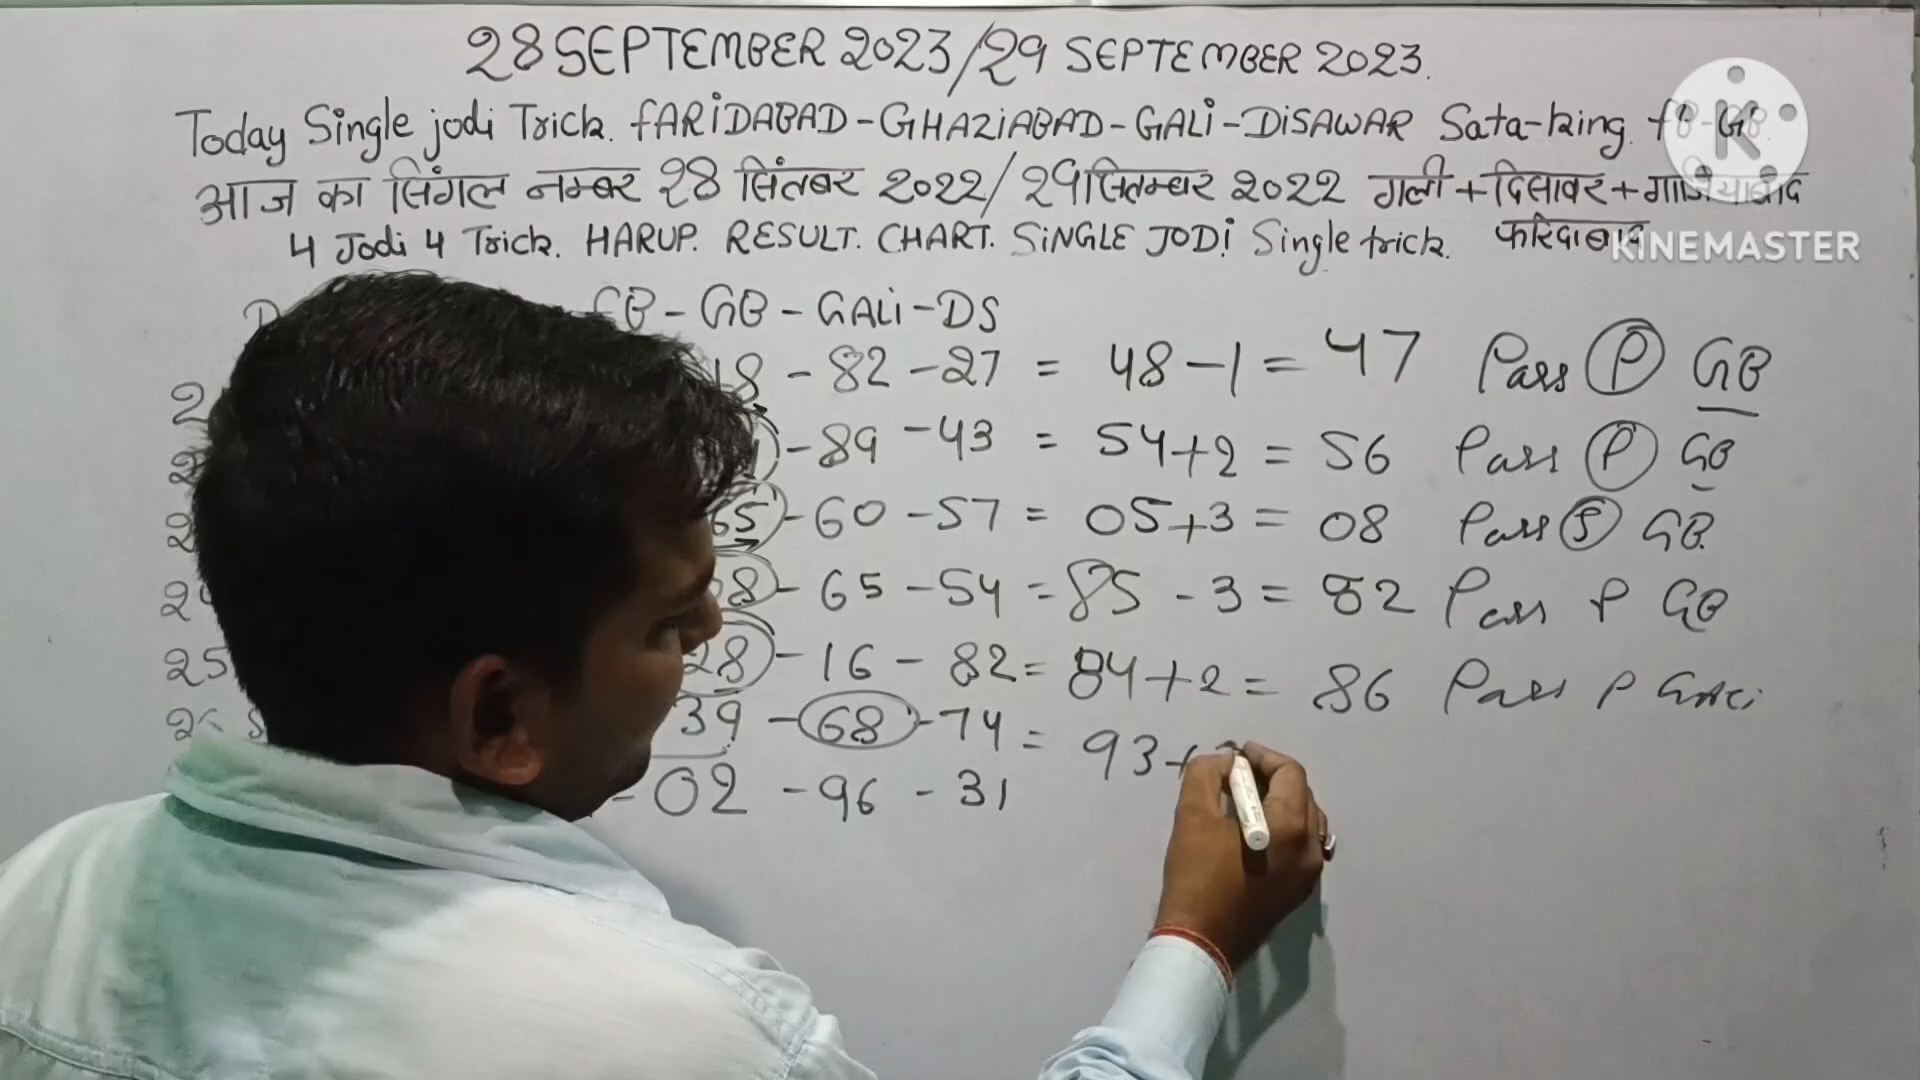 28 SEPTEMBER 2023/29 SEPTEMBER 2023.
Today Single jodi Trick. FARIDABAD-GHAZIABAD-GALI-DISAWAR Sata-king.
आज का सिंगल नम्बर 28 सिंतबर 2022/29 सितम्बर 2022 गली+दिसावर+
4 Jodi 4 Trick. HARUP. RESULT. CHART. SINGLE JODI Single trick.
KINEMASTER
FB-GB-GALI-DS
- 82 -27 = 48-1= 47 Pass P GB
-89 -43 = 54+2 = 56 Pass P GB
65-60-57= 05+3= 08 Pass S GB
-65-54=85-3=82 Pass P GB
25 28-16-82=84+2= 86 Pass P GALi
39 -68-74= 93+
-02 -96-31